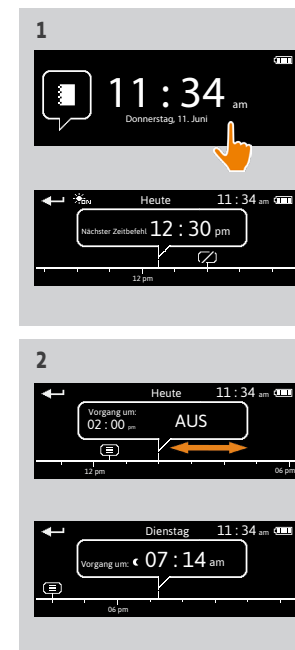 1
11 : 34 am
Donnerstag, 11. Juni
ON Heute 11 : 34 am
Nächster Zeitbefehl 12 : 30 pm
12 pm
2
Heute 11 : 34 am
Vorgang um:
02 : 00 pm AUS
12 pm 06 pm
Dienstag 11 : 34 am
Vorgang um: 07 : 14 am
06 pm